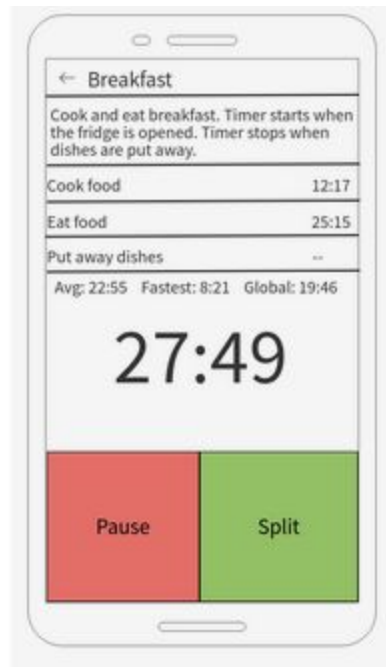 ← Breakfast
Cook and eat breakfast. Timer starts when
the fridge is opened. Timer stops when
dishes are put away.
Cook food 12:17
Eat food 25:15
Put away dishes --
Avg: 22:55 Fastest: 8:21 Global: 19:46
27:49
Pause Split